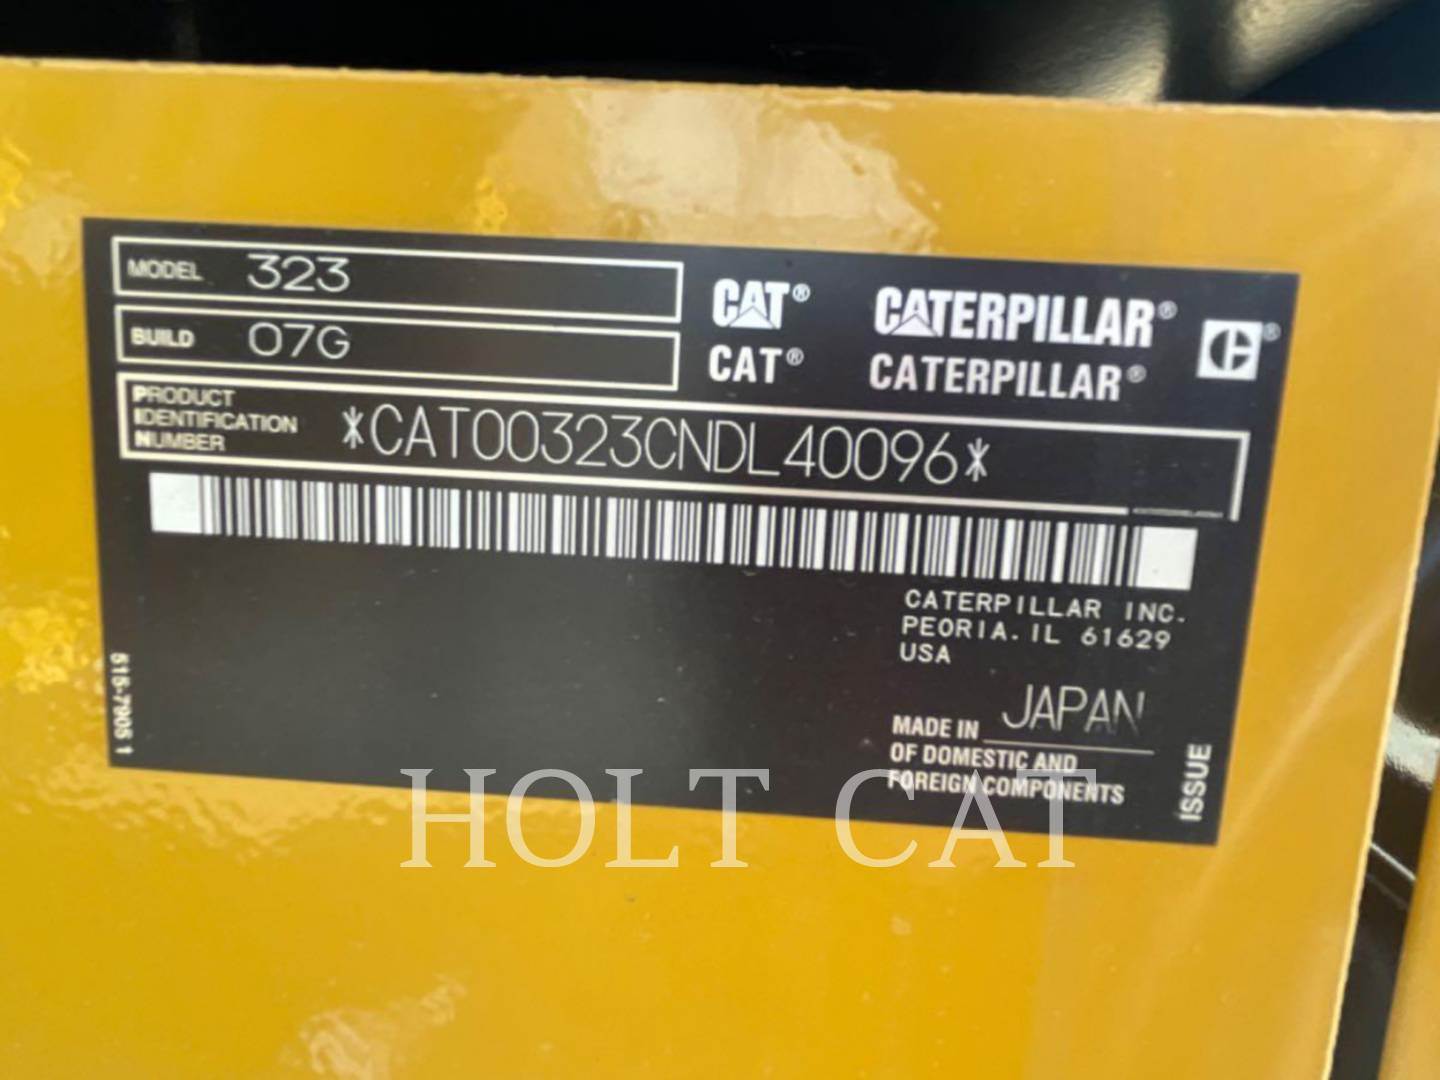 MODEL 323
BUILD 07G
PRODUCT
IDENTIFICATION
NUMBER
*CAT00323CNDL40096*
CAT® CATERPILLAR® ®
CAT® CATERPILLAR®
CATERPILLAR INC.
PEORIA.IL 61629
USA
MADE IN JAPAN
OF DOMESTIC AND
FOREIGN COMPONENTS
ISSUE
515-7905 1
HOLT CAT